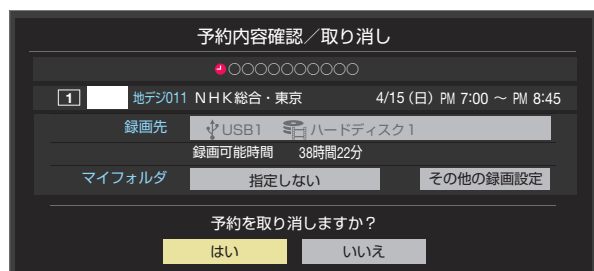 予約内容確認／取り消し
○○○○○○○○○○
1 地デジ011 NHK総合・東京 4/15 (日) PM 7:00 ～ PM 8:45
録画先 USB1 ハードディスク1
録画可能時間 38時間22分
マイフォルダ 指定しない その他の録画設定
予約を取り消しますか？
はい いいえ